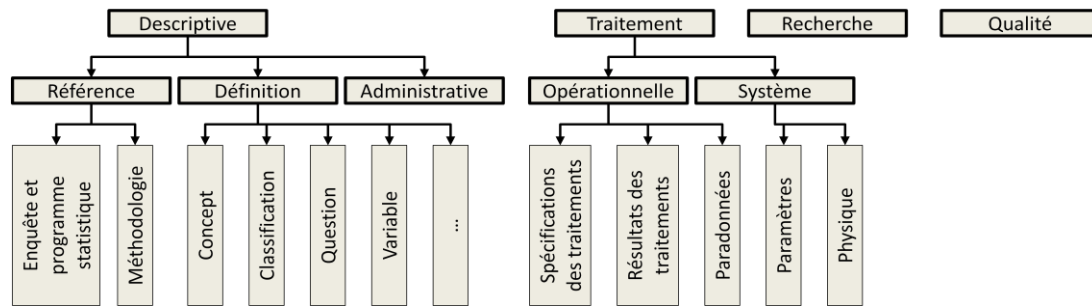 Descriptive
Traitement
Recherche
Qualité
Référence
Définition
Administrative
Opérationnelle
Système
Enquête et
programme
statistique
Méthodologie
Concept
Classification
Question
Variable
...
Spécifications
des traitements
Résultats des
traitements
Paradonnées
Paramètres
Physique